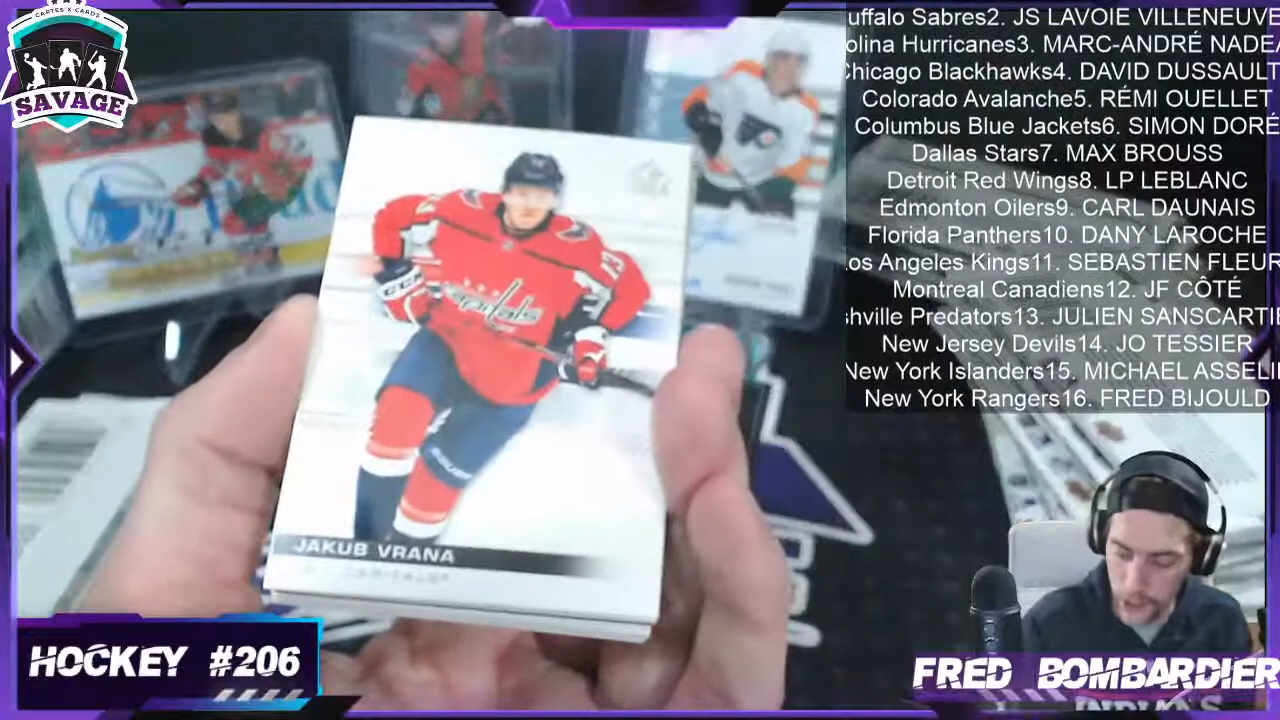 CARTES X CARDS
SAVAGE
uffalo Sabres2. JS LAVOIE VILLENEUVE
olina Hurricanes3. MARC-ANDRÉ NADEA
Chicago Blackhawks4. DAVID DUSSAULT
Colorado Avalanche5. RÉMI OUELLET
Columbus Blue Jackets6. SIMON DORÉ
Dallas Stars7. MAX BROUSS
Detroit Red Wings8. LP LEBLANC
Edmonton Oilers9. CARL DAUNAIS
Florida Panthers10. DANY LAROCHE
Los Angeles Kings11. SEBASTIEN FLEUR
Montreal Canadiens12. JF CÔTÉ
shville Predators13. JULIEN SANSCARTIE
New Jersey Devils14. JO TESSIER
New York Islanders15. MICHAEL ASSELI
New York Rangers16. FRED BIJOULD
13
Capitals
JAKUB VRANA
HOCKEY #206
FRED BOMBARDIER
INDIANS